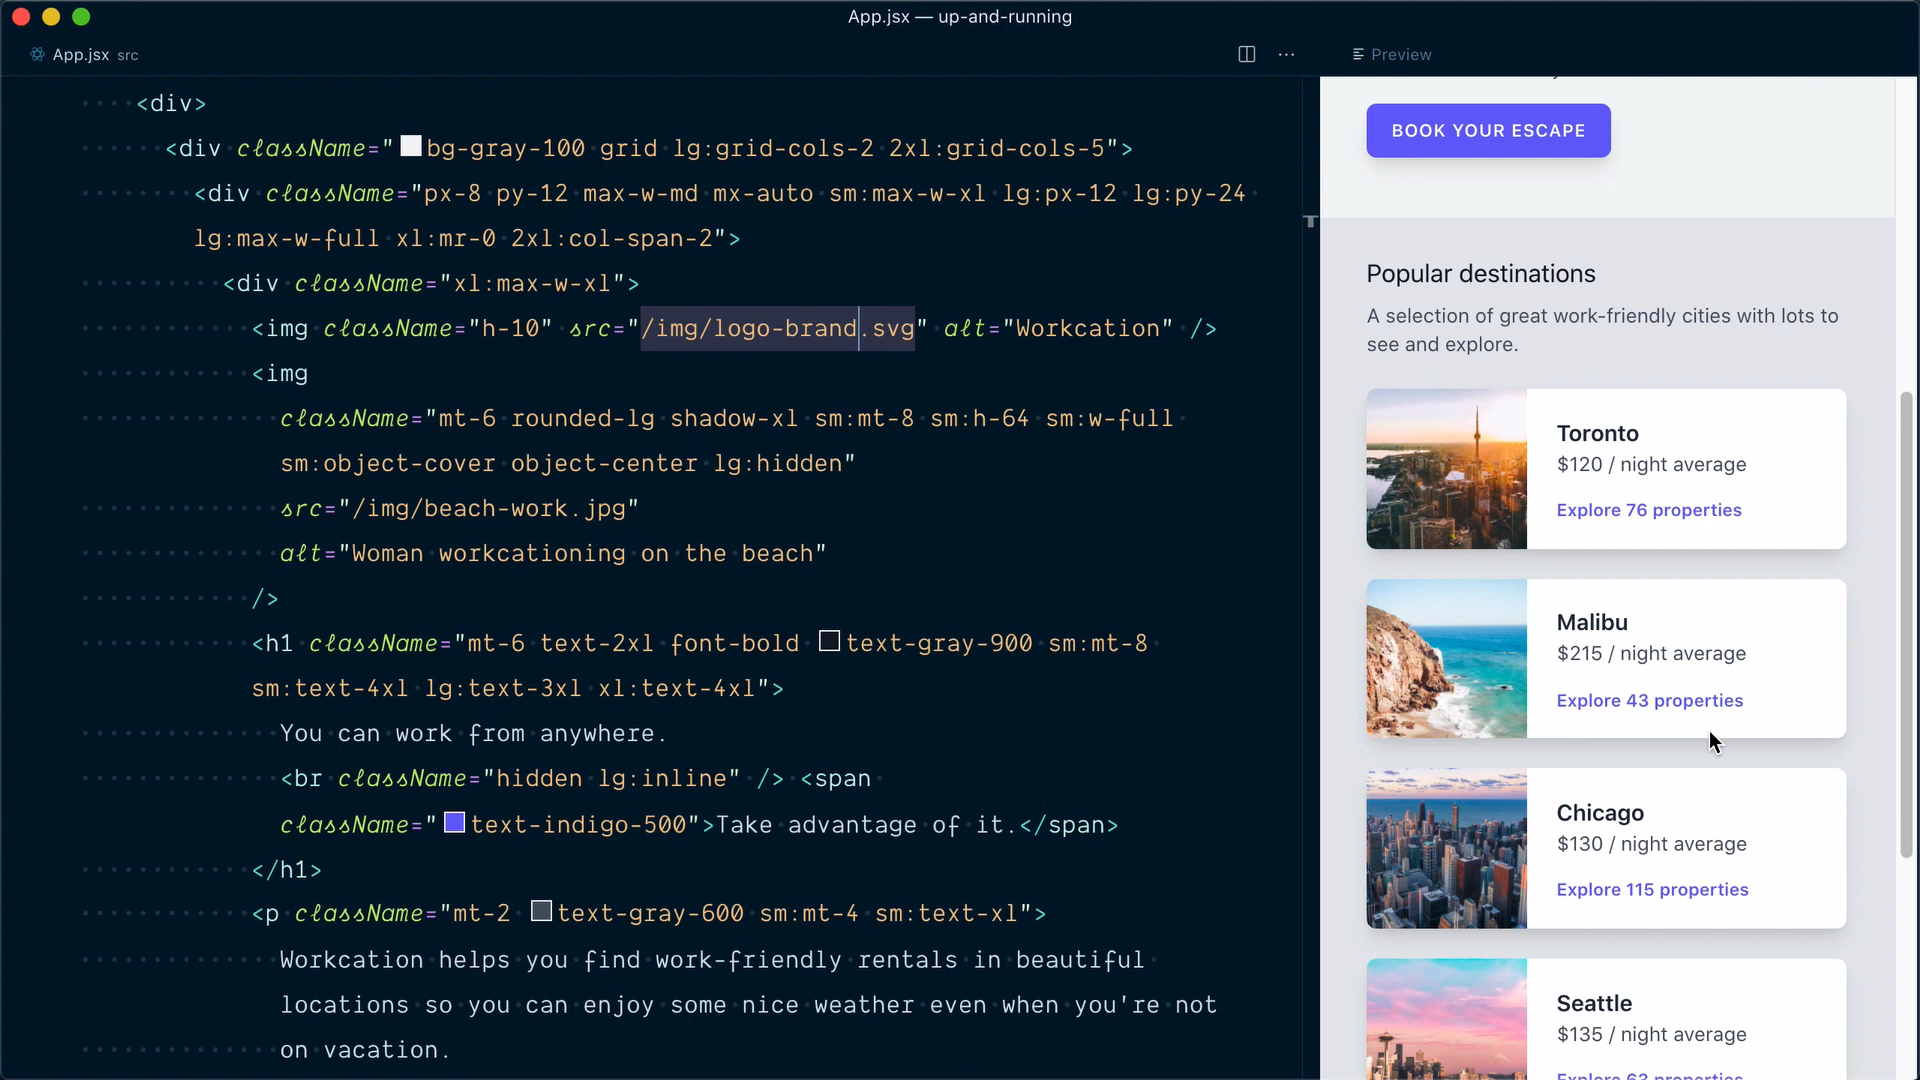 App.jsx — up-and-running
App.jsx src
Preview
<div>
<div className="bg-gray-100 grid lg:grid-cols-2 2xl:grid-cols-5">
<div className="px-8 py-12 max-w-md mx-auto sm:max-w-xl lg:px-12 lg:py-24
lg:max-w-full xl:mr-0 2xl:col-span-2">
<div className="xl:max-w-xl">
<img className="h-10" src="/img/logo-brand.svg" alt="Workcation" />
<img
className="mt-6 rounded-lg shadow-xl sm:mt-8 sm:h-64 sm:w-full
sm:object-cover object-center lg:hidden"
src="/img/beach-work.jpg"
alt="Woman workcationing on the beach"
/>
<h1 className="mt-6 text-2xl font-bold text-gray-900 sm:mt-8
sm:text-4xl lg:text-3xl xl:text-4xl">
You can work from anywhere.
<br className="hidden lg:inline" /> <span
className="text-indigo-500">Take advantage of it.</span>
</h1>
<p className="mt-2 text-gray-600 sm:mt-4 sm:text-xl">
Workcation helps you find work-friendly rentals in beautiful
locations so you can enjoy some nice weather even when you're not
on vacation.
BOOK YOUR ESCAPE
Popular destinations
A selection of great work-friendly cities with lots to
see and explore.
Toronto
$120 / night average
Explore 76 properties
Malibu
$215 / night average
Explore 43 properties
Chicago
$130 / night average
Explore 115 properties
Seattle
$135 / night average
Explore 63 properties